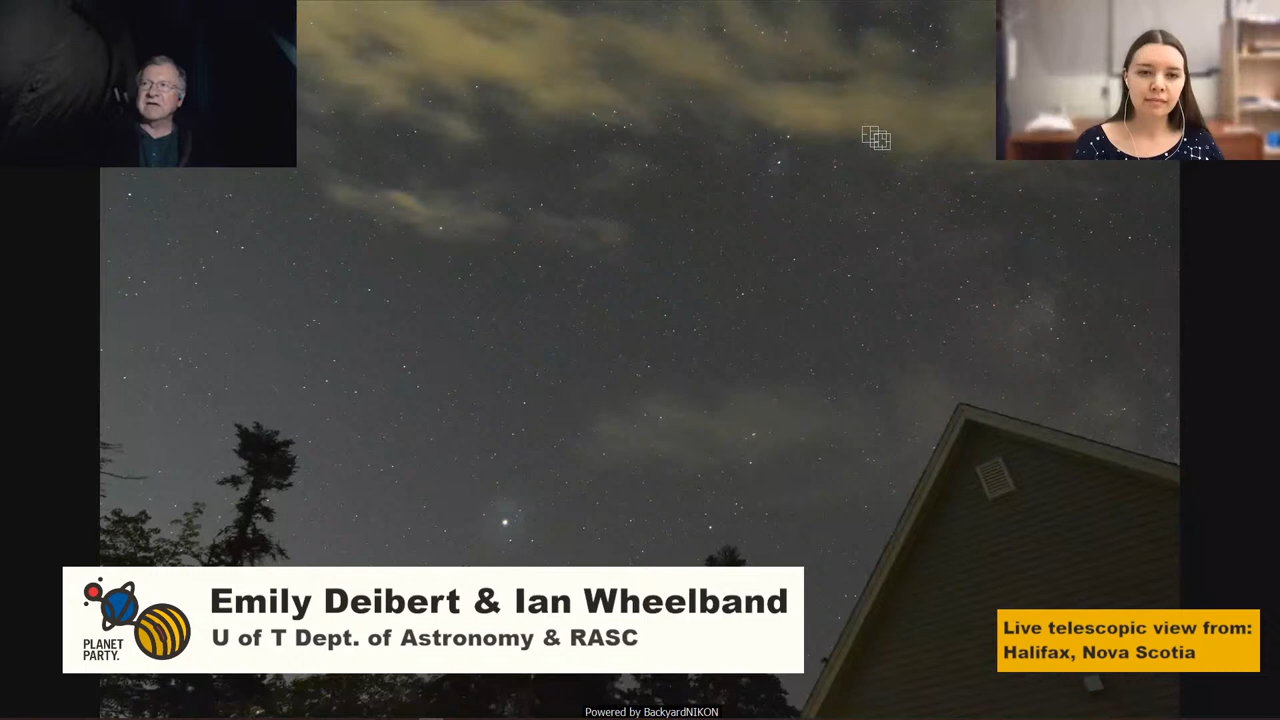 Emily Deibert & Ian Wheelband
U of T Dept. of Astronomy & RASC
PLANET
PARTY.
Live telescopic view from:
Halifax, Nova Scotia
Powered by BackyardNIKON